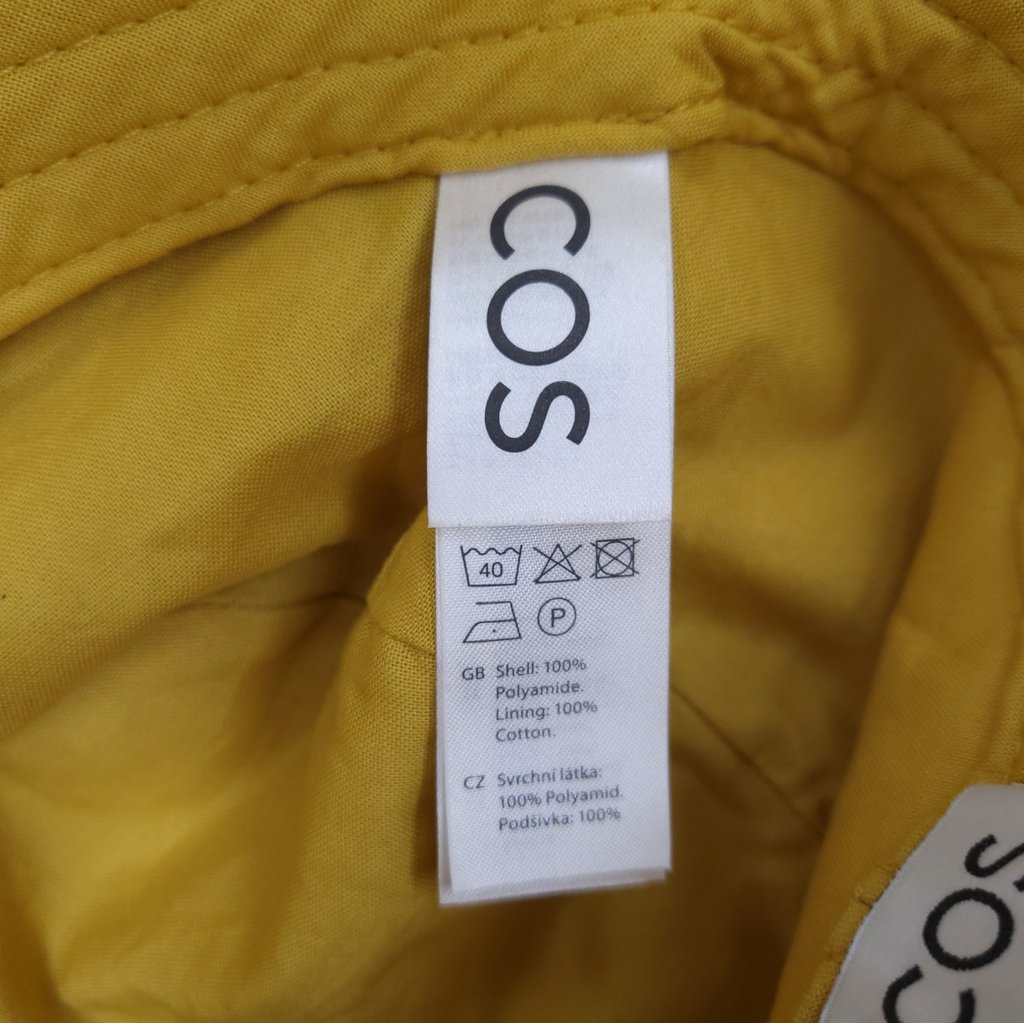 COS
40
P
GB Shell: 100%
Polyamide.
Lining: 100%
Cotton.
CZ Svrchní látka:
100% Polyamid.
Podšívka: 100%
COS